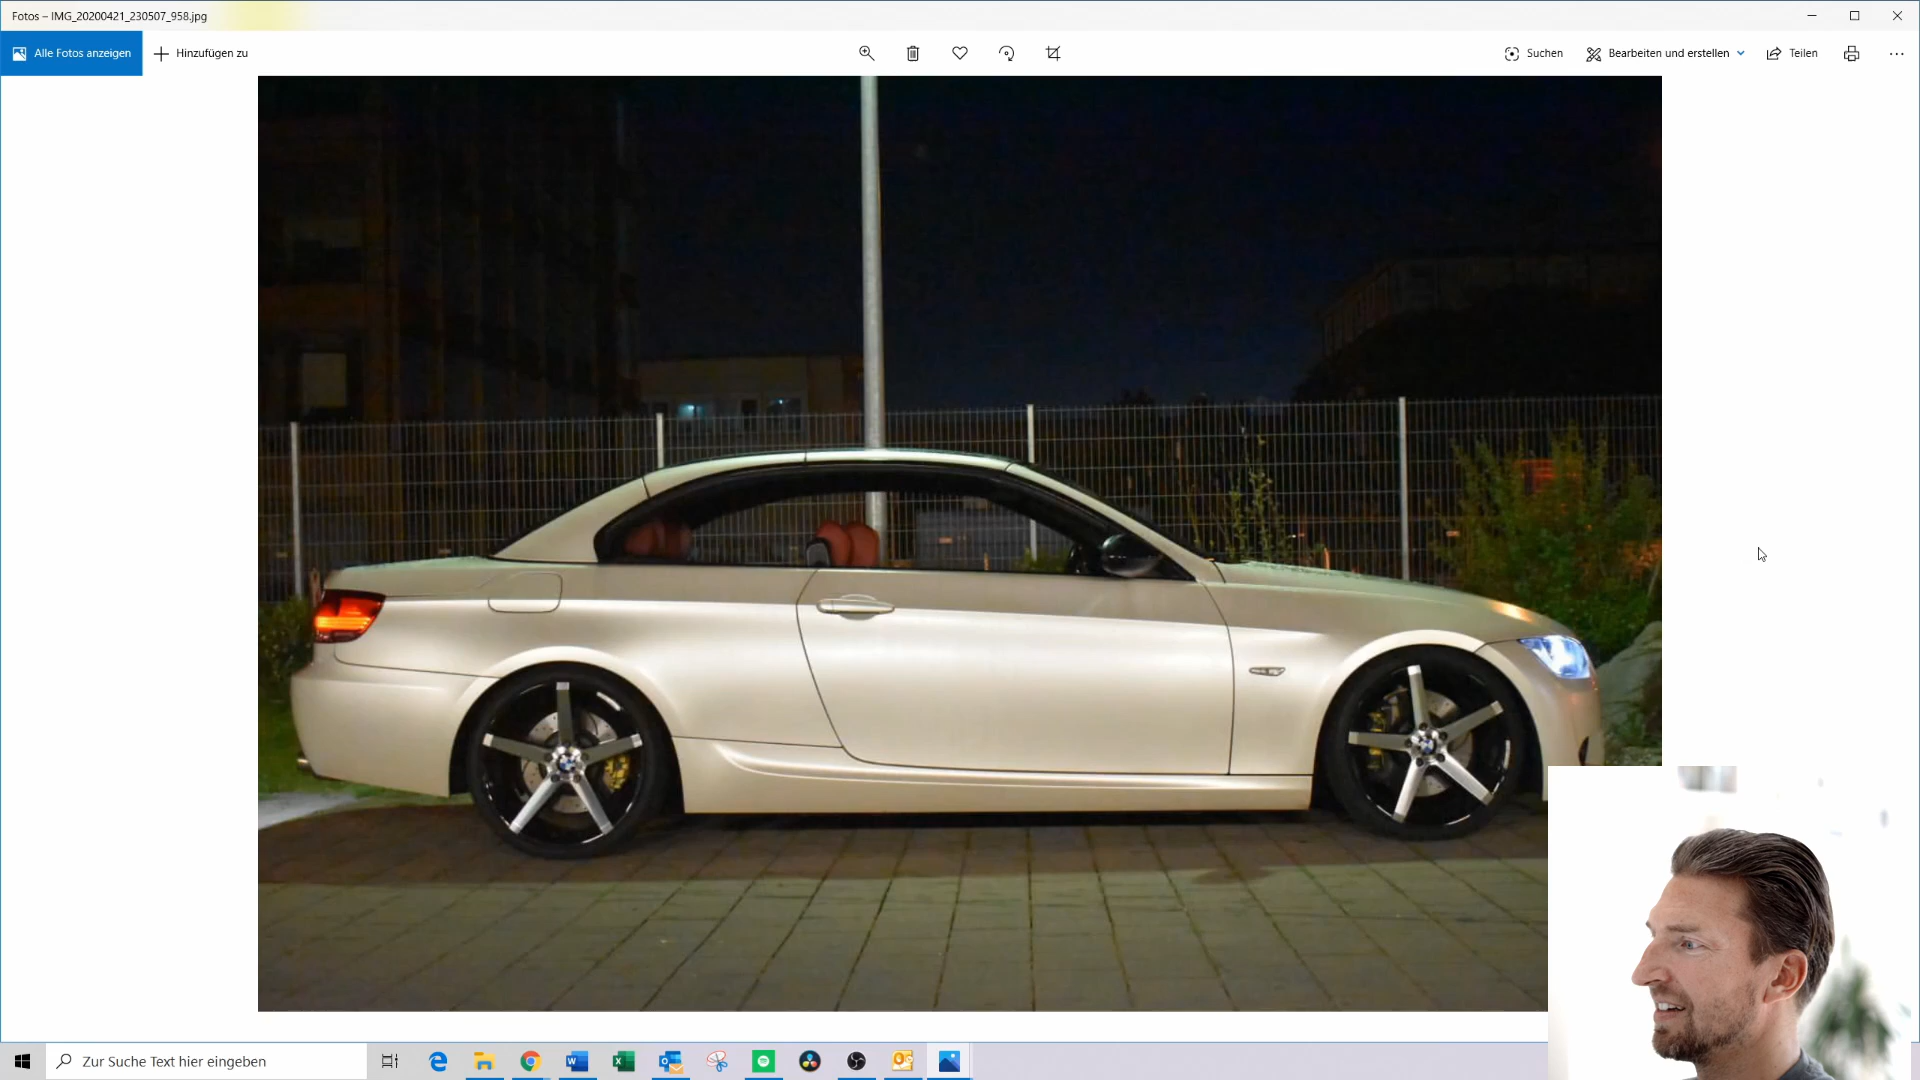 Fotos – IMG_20200421_230507_958.jpg
Alle Fotos anzeigen
Hinzufügen zu
Suchen
Bearbeiten und erstellen
Teilen
Zur Suche Text hier eingeben